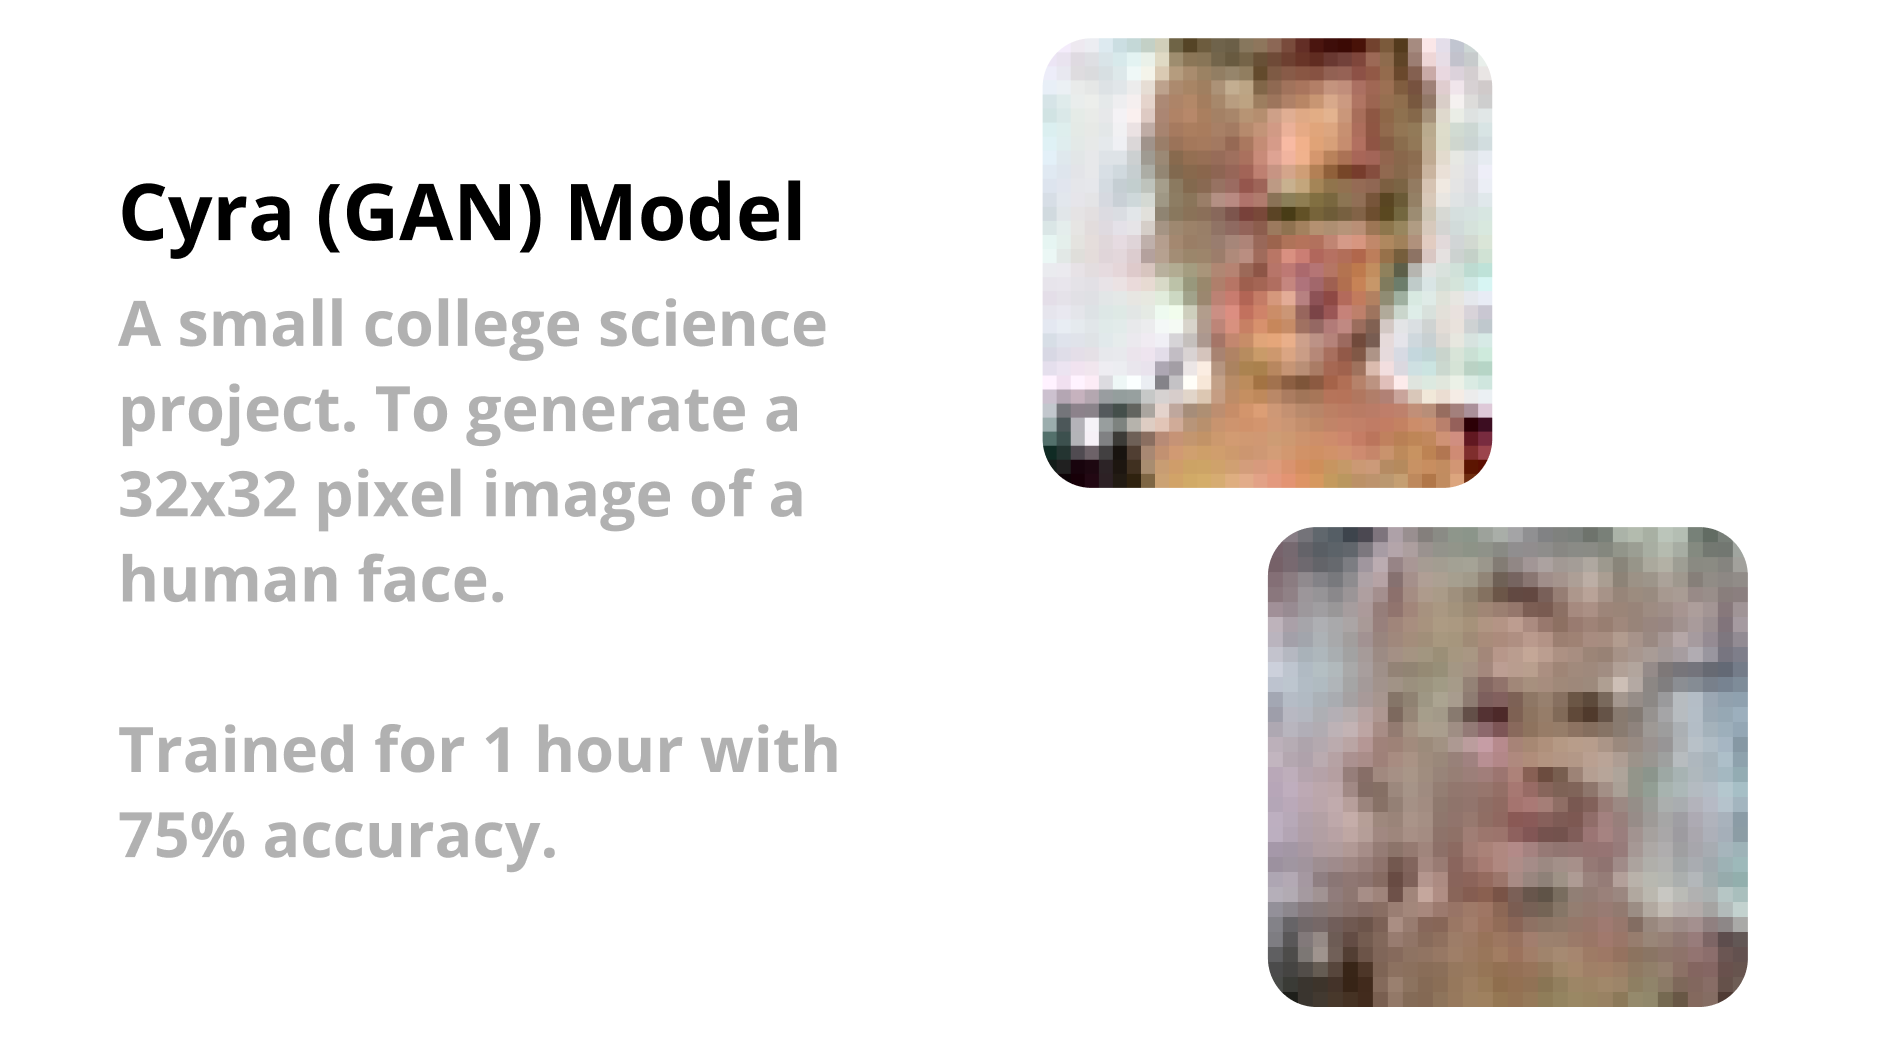 Cyra (GAN) Model
A small college science
project. To generate a
32x32 pixel image of a
human face.
Trained for 1 hour with
75% accuracy.